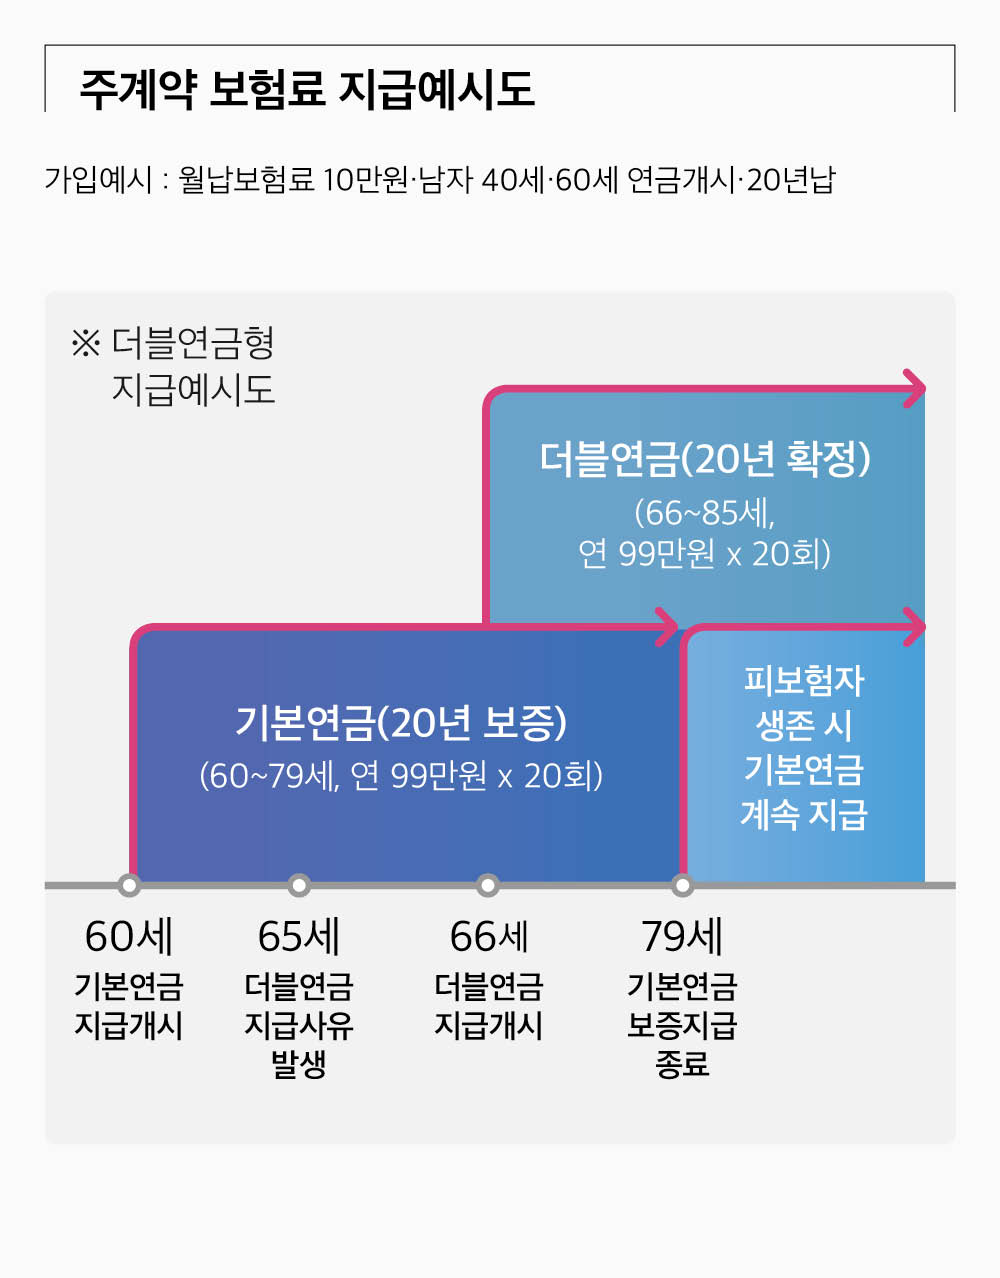 주계약 보험료 지급예시도
가입예시 : 월납보험료 10만원·남자 40세·60세 연금개시·20년납
※ 더블연금형
지급예시도
더블연금(20년 확정)
(66~85세,
연 99만원 x 20회)
기본연금(20년 보증)
(60~79세, 연 99만원 x 20회)
피보험자
생존 시
기본연금
계속 지급
60세
기본연금
지급개시
65세
더블연금
지급사유
발생
66세
더블연금
지급개시
79세
기본연금
보증지급
종료